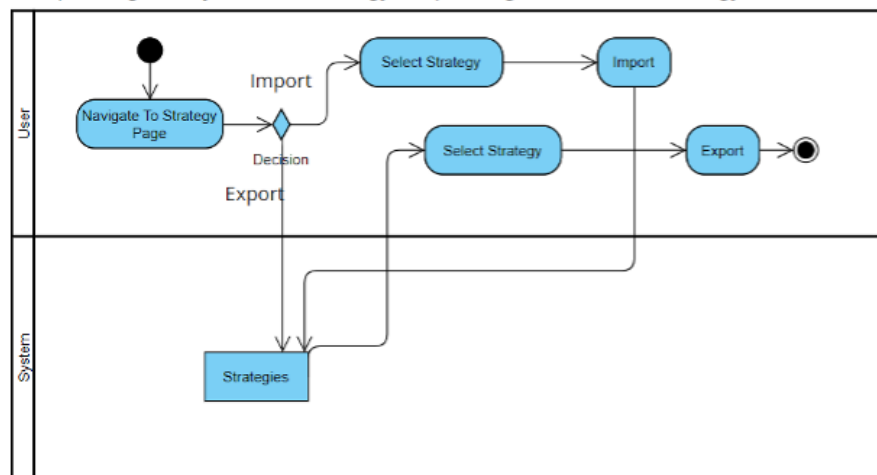 User
Select Strategy
Import
Import
Navigate To Strategy
Page
Decision
Select Strategy
Export
Export
System
Strategies